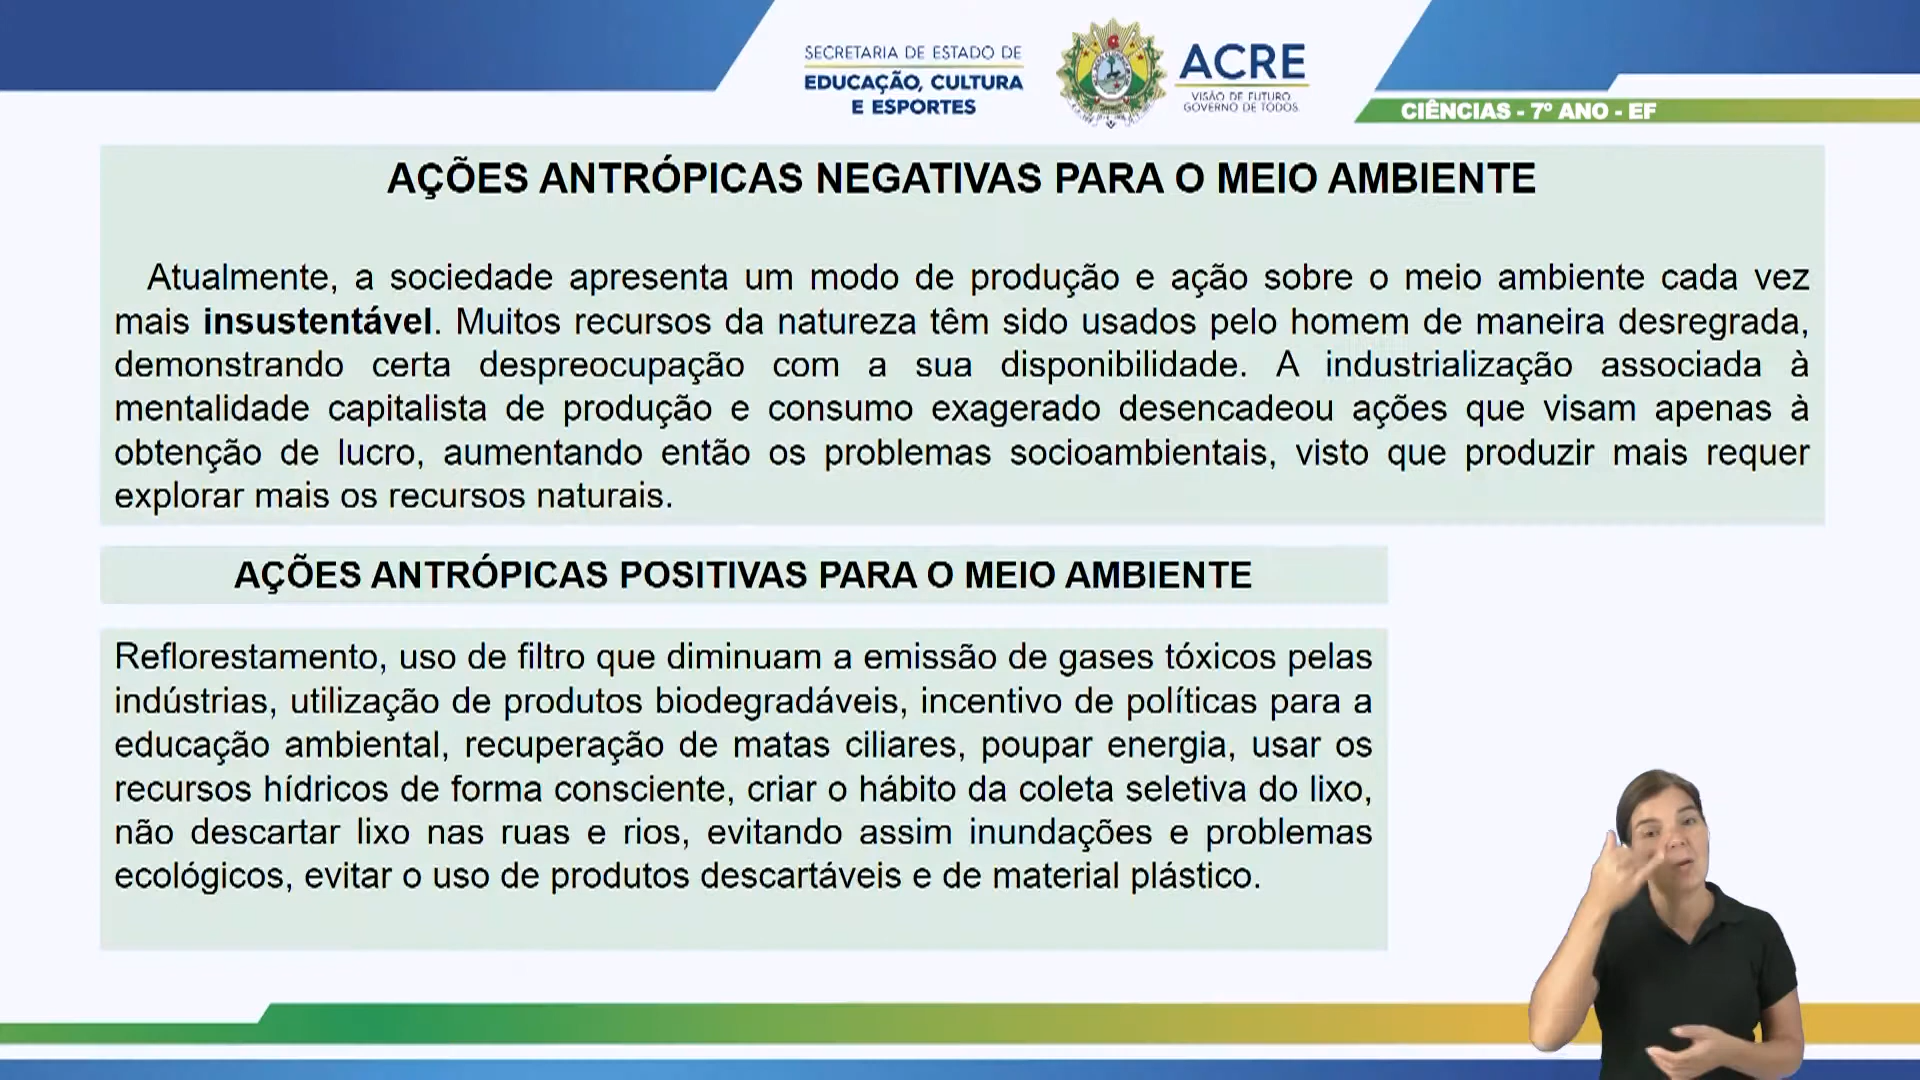 SECRETARIA DE ESTADO DE
EDUCAÇÃO, CULTURA
E ESPORTES
ACRE
VISÃO DE FUTURO
GOVERNO DE TODOS
CIÊNCIAS - 7º ANO - EF
AÇÕES ANTRÓPICAS NEGATIVAS PARA O MEIO AMBIENTE
Atualmente, a sociedade apresenta um modo de produção e ação sobre o meio ambiente cada vez
mais insustentável. Muitos recursos da natureza têm sido usados pelo homem de maneira desregrada,
demonstrando certa despreocupação com a sua disponibilidade. A industrialização associada à
mentalidade capitalista de produção e consumo exagerado desencadeou ações que visam apenas à
obtenção de lucro, aumentando então os problemas socioambientais, visto que produzir mais requer
explorar mais os recursos naturais.
AÇÕES ANTRÓPICAS POSITIVAS PARA O MEIO AMBIENTE
Reflorestamento, uso de filtro que diminuam a emissão de gases tóxicos pelas
indústrias, utilização de produtos biodegradáveis, incentivo de políticas para a
educação ambiental, recuperação de matas ciliares, poupar energia, usar os
recursos hídricos de forma consciente, criar o hábito da coleta seletiva do lixo,
não descartar lixo nas ruas e rios, evitando assim inundações e problemas
ecológicos, evitar o uso de produtos descartáveis e de material plástico.